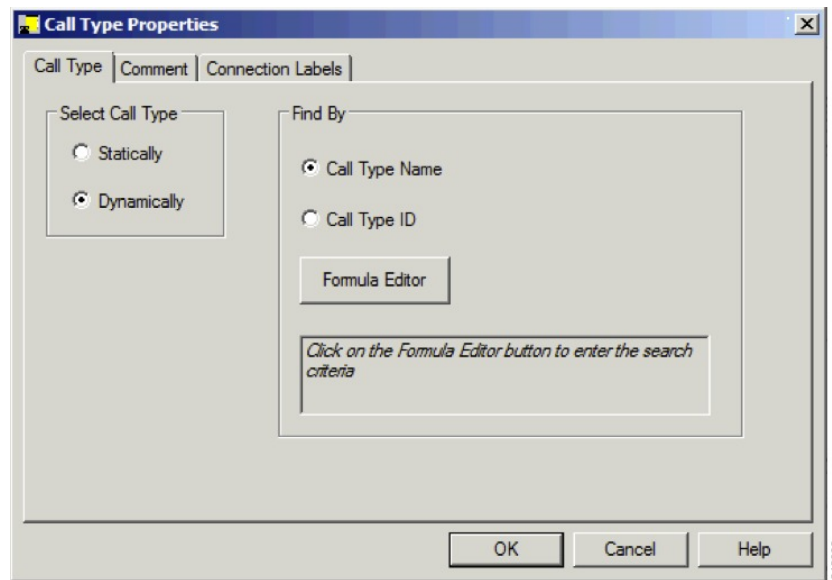 Call Type Properties
Call Type
Comment
Connection Labels
Select Call Type
Statically
Dynamically
Find By
Call Type Name
Call Type ID
Formula Editor
Click on the Formula Editor button to enter the search
criteria
OK
Cancel
Help